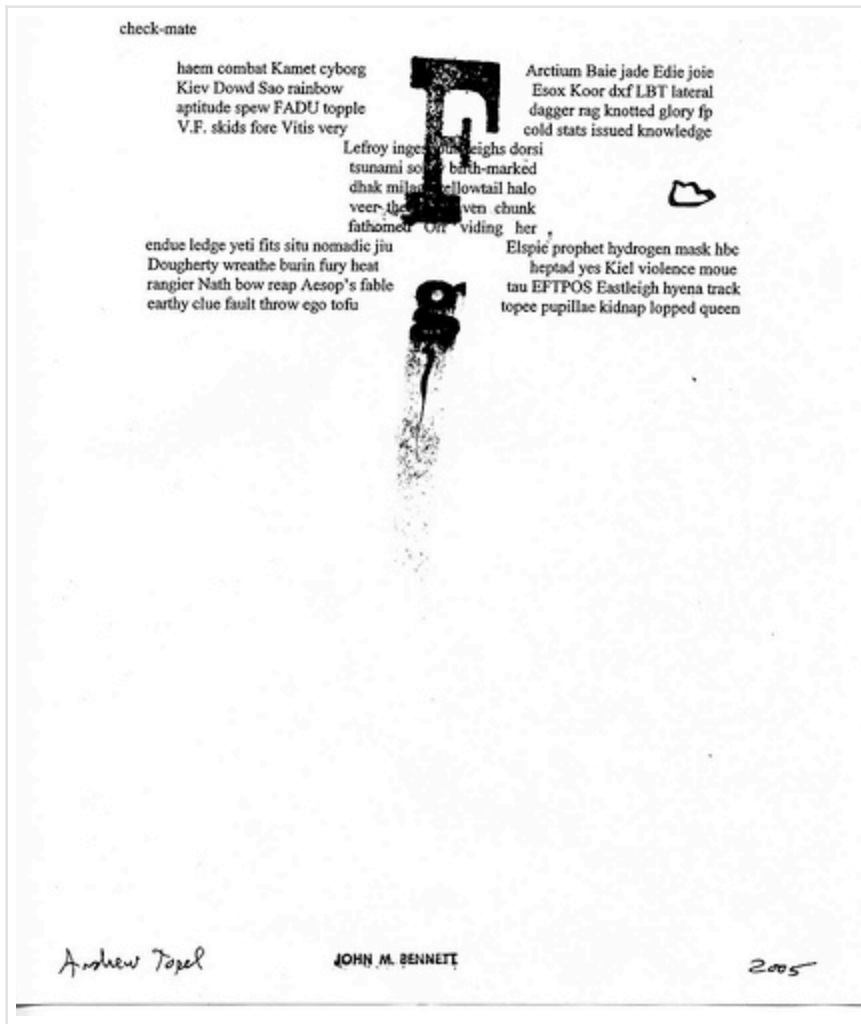 check-mate
haem combat Kamet cyborg
Kiev Dowd Sao rainbow
aptitude spew FADU topple
V.F. skids fore Vitis very
Arctium Baie jade Edie joie
Esox Koor dxf LBT lateral
dagger rag knotted glory fp
cold stats issued knowledge
F
Lefroy dorsi
tsunami birth-marked
dhak halo
veer chunk
fathomed viding her
endue ledge yeti fits situ nomadic jiu
Dougherty wreathe burin fury heat
rangier Nath bow reap Aesop's fable
earthy clue fault throw ego tofu
Elspie prophet hydrogen mask hbc
heptad yes Kiel violence moue
tau EFTPOS Eastleigh hyena track
topee pupillae kidnap lopped queen
g
Andrew Topel
JOHN M. BENNETT
2005